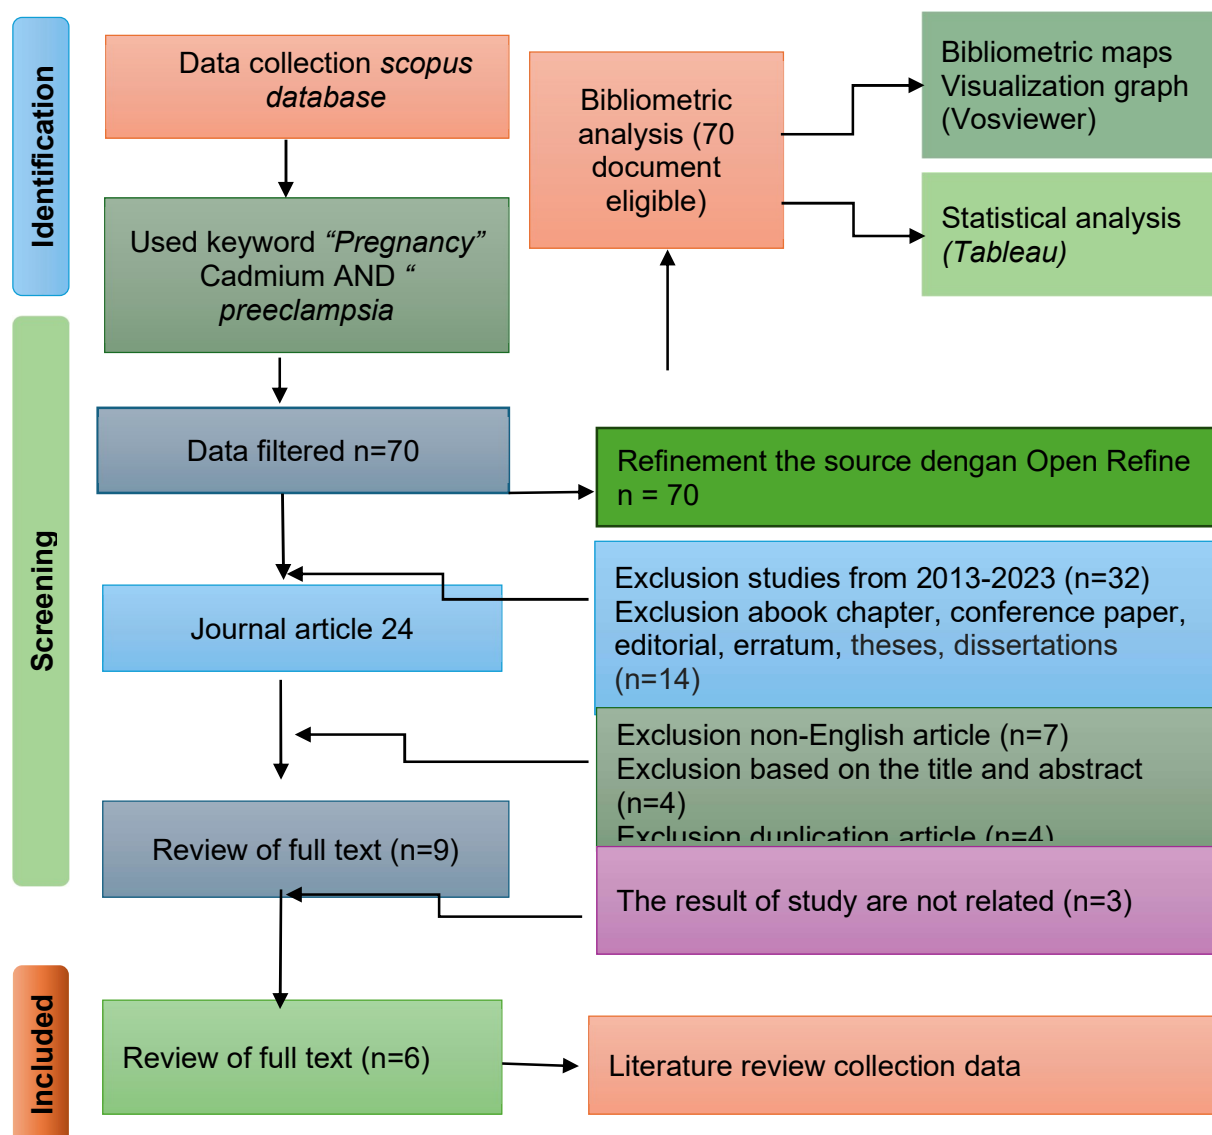 Identification
Data collection scopus
database
Used keyword “Pregnancy”
Cadmium AND “
preeclampsia
Bibliometric
analysis (70
document
eligible)
Bibliometric maps
Visualization graph
(Vosviewer)
Statistical analysis
(Tableau)
Screening
Data filtered n=70
Refinement the source dengan Open Refine
n = 70
Journal article 24
Exclusion studies from 2013-2023 (n=32)
Exclusion abook chapter, conference paper,
editorial, erratum, theses, dissertations
(n=14)
Exclusion non-English article (n=7)
Exclusion based on the title and abstract
(n=4)
Exclusion duplication article (n=4)
Review of full text (n=9)
The result of study are not related (n=3)
Included
Review of full text (n=6)
Literature review collection data